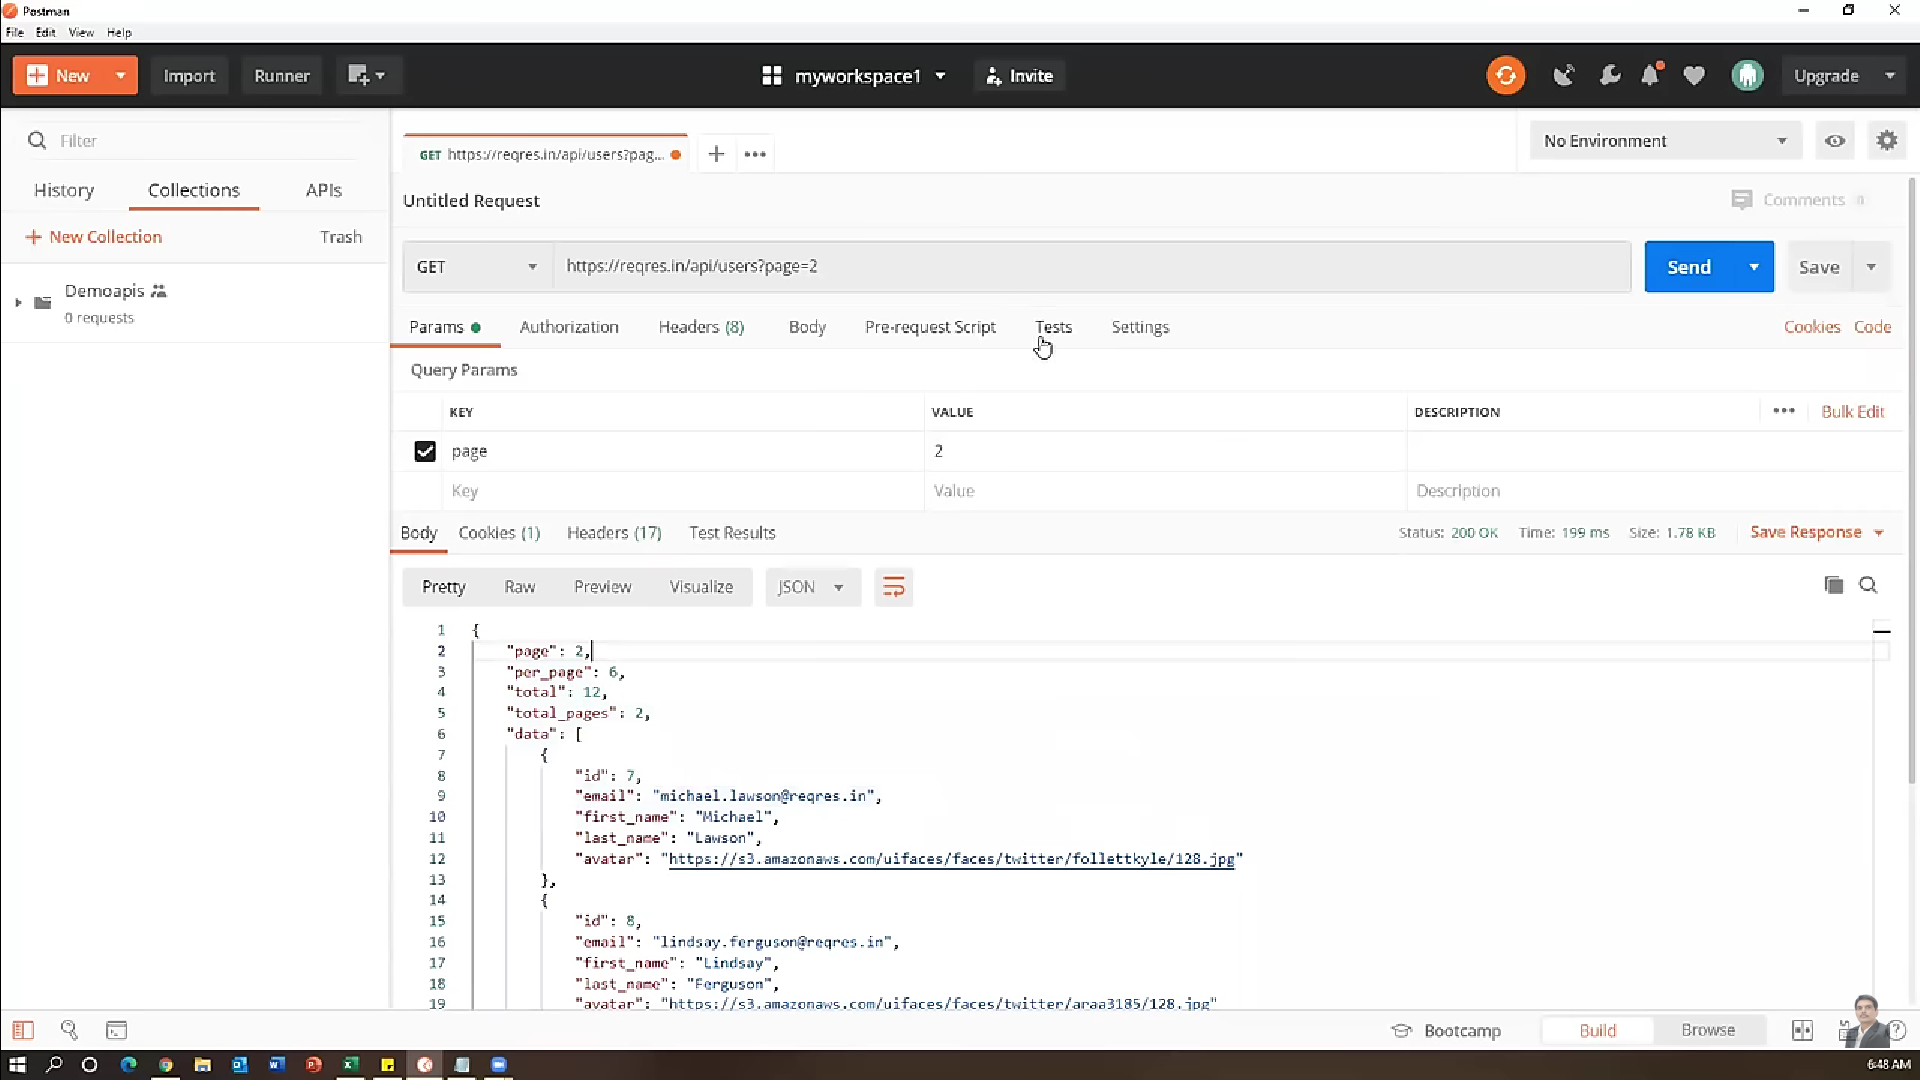 Postman
File Edit View Help
New Import Runner myworkspace1 Invite Upgrade
Filter
GET https://reqres.in/api/users?pag...
No Environment
History Collections APIs
Untitled Request
Comments 0
+ New Collection Trash
GET https://reqres.in/api/users?page=2 Send Save
Demoapis
0 requests
Params Authorization Headers (8) Body Pre-request Script Tests Settings Cookies Code
Query Params
KEY VALUE DESCRIPTION ••• Bulk Edit
page 2
Key Value Description
Body Cookies (1) Headers (17) Test Results Status: 200 OK Time: 199 ms Size: 1.78 KB Save Response
Pretty Raw Preview Visualize JSON
1 {
2 "page": 2,
3 "per_page": 6,
4 "total": 12,
5 "total_pages": 2,
6 "data": [
7 {
8 "id": 7,
9 "email": "michael.lawson@reqres.in",
10 "first_name": "Michael",
11 "last_name": "Lawson",
12 "avatar": "https://s3.amazonaws.com/uifaces/faces/twitter/follettkyle/128.jpg"
13 },
14 {
15 "id": 8,
16 "email": "lindsay.ferguson@reqres.in",
17 "first_name": "Lindsay",
18 "last_name": "Ferguson",
19 "avatar": "https://s3.amazonaws.com/uifaces/faces/twitter/araa3185/128.jpg"
Bootcamp Build Browse
6:48 AM